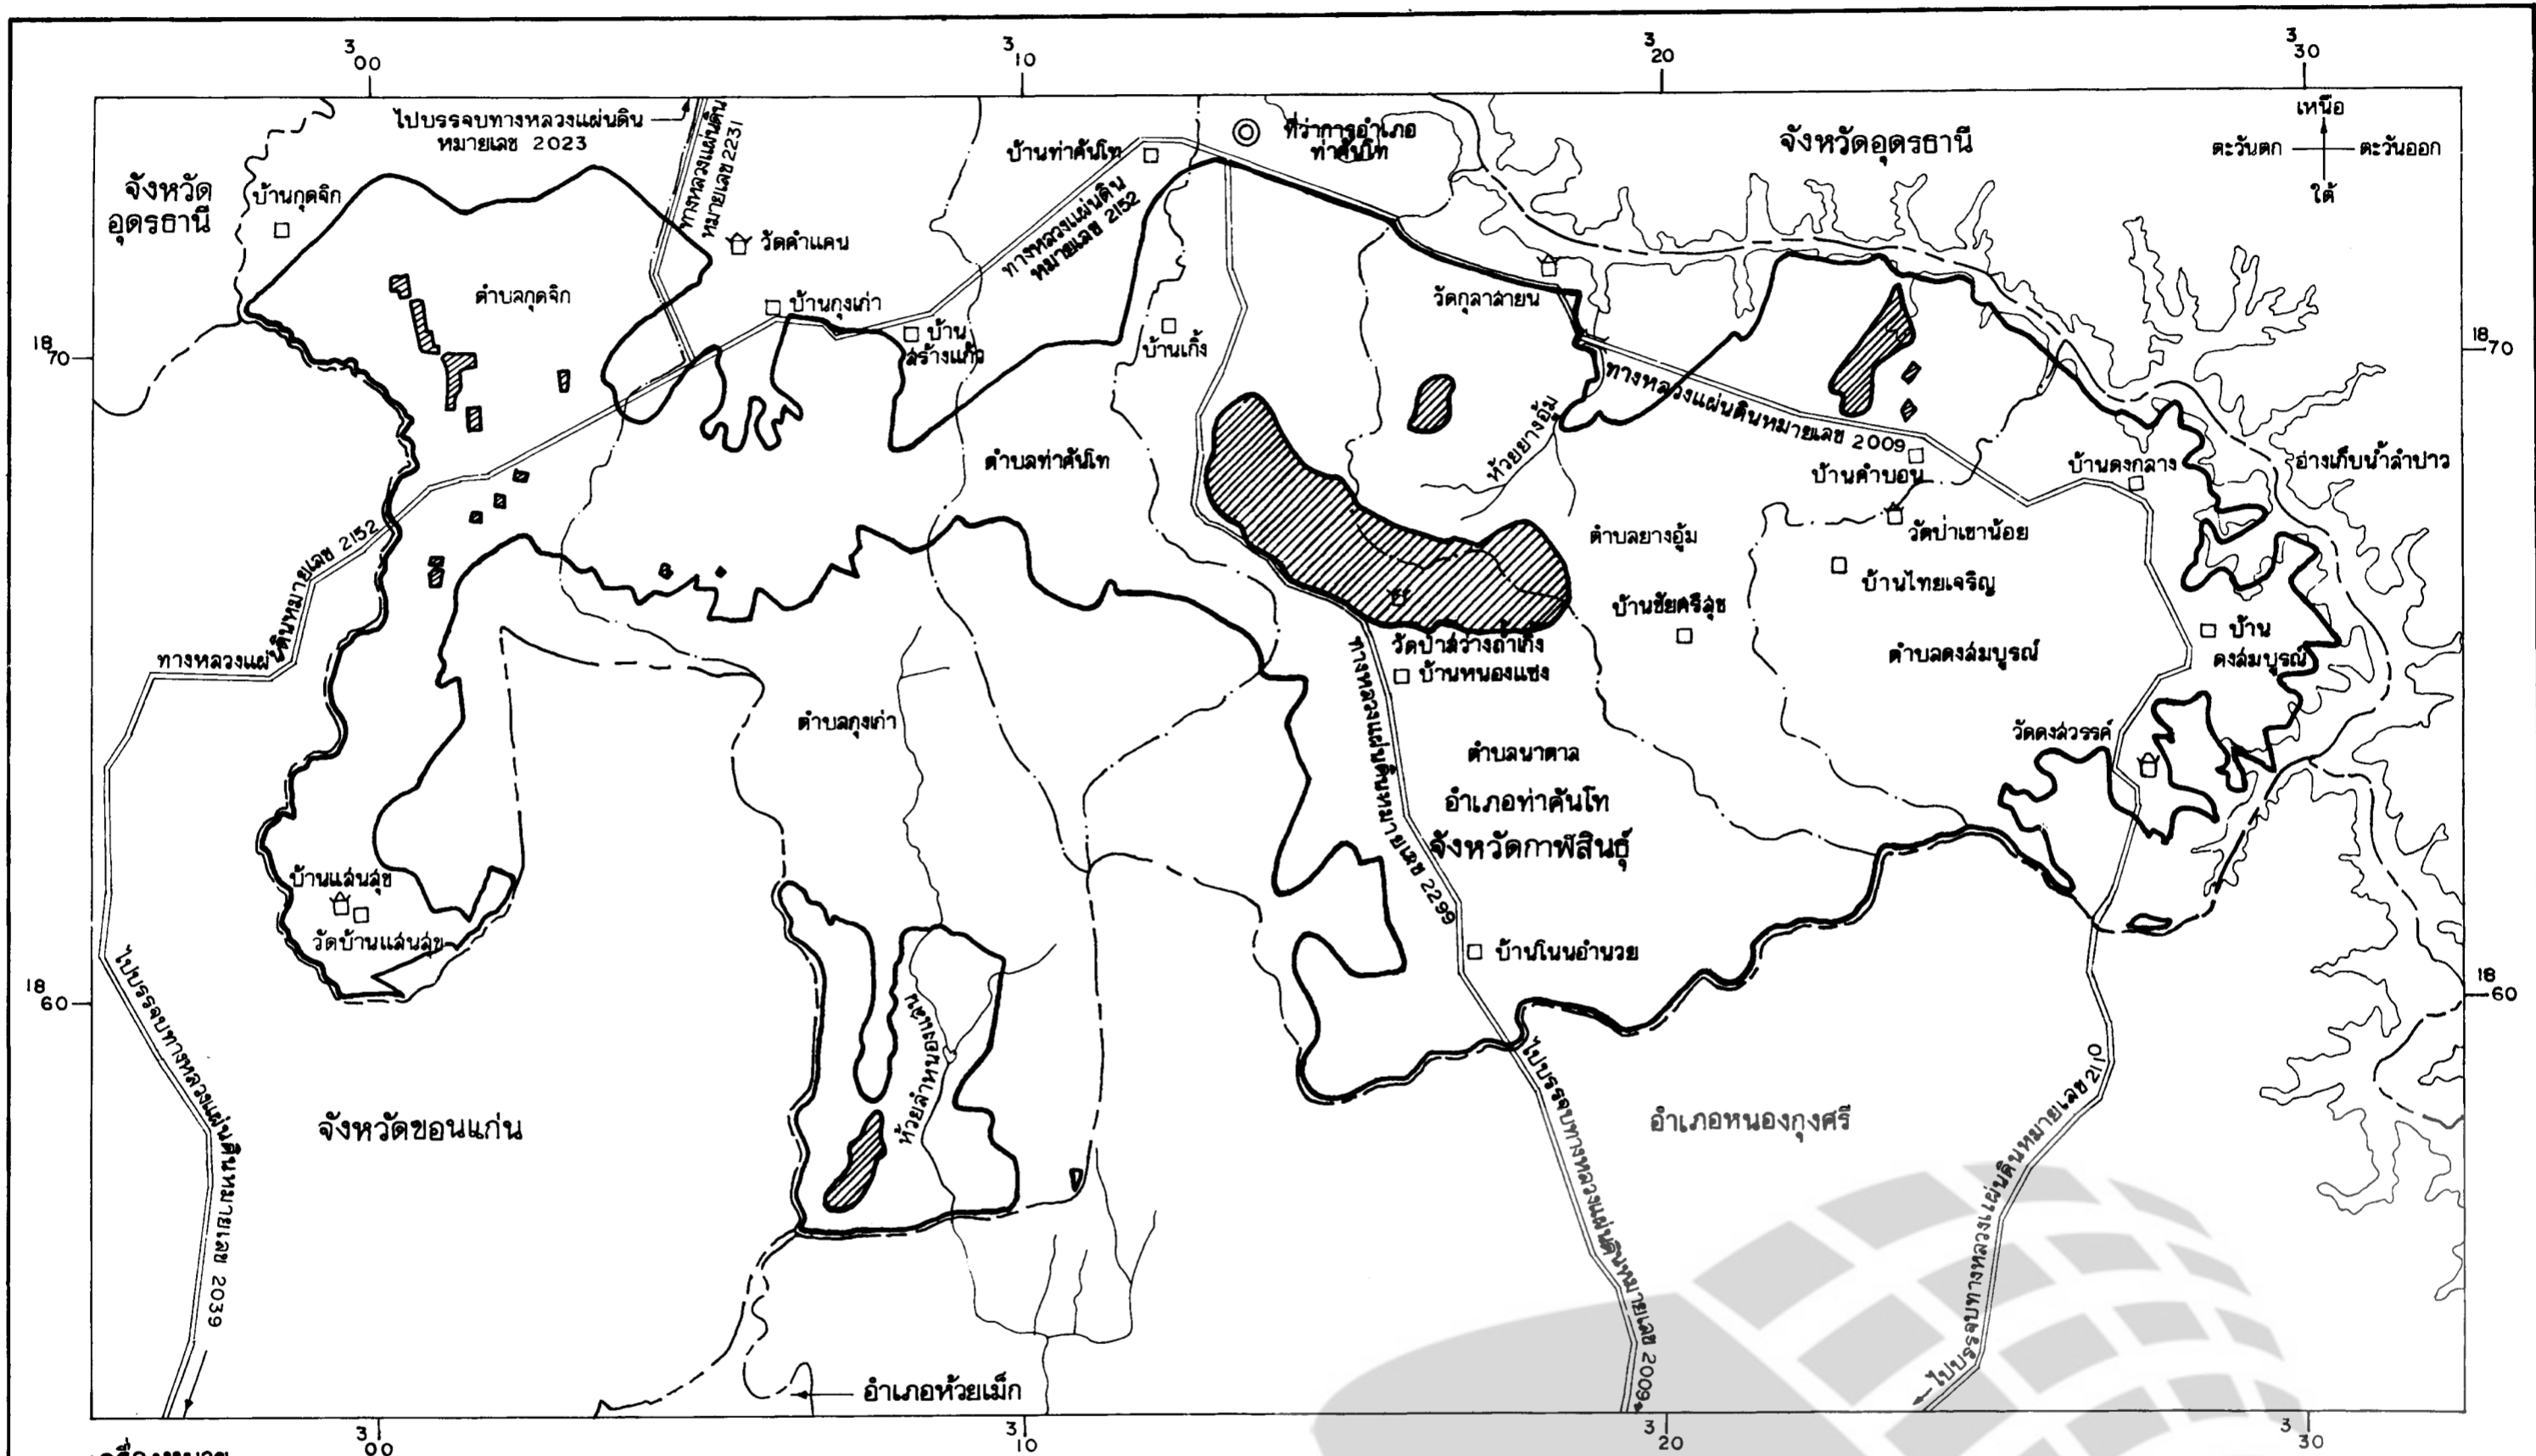 3
00
3
10
3
20
3
30
จังหวัด
อุดรธานี
บ้านกุดจิก
ไปบรรจบทางหลวงแผ่นดิน
หมายเลข 2023
ทางหลวงแผ่นดิน
หมายเลข 2231
บ้านท่าคันโท
ที่ว่าการอำเภอ
ท่าคันโท
จังหวัดอุดรธานี
เหนือ
ตะวันตก
ตะวันออก
ใต้
วัดคำแคน
ทางหลวงแผ่นดิน
หมายเลข 2152
ตำบลกุดจิก
บ้านกุงเก่า
บ้าน
สร้างแก้ว
บ้านเกิ้ง
วัดกุลาลายน
18
70
18
70
ทางหลวงแผ่นดินหมายเลข 2009
ห้วยยางอู้ม
ตำบลท่าคันโท
บ้านคำบอน
บ้านดงกลาง
อ่างเก็บน้ำลำปาว
ทางหลวงแผ่นดินหมายเลข 2152
ตำบลยางอู้ม
วัดป่าเขาน้อย
บ้านไทยเจริญ
บ้านชัยศรีสุข
วัดป่าสว่างถ้ำเกิ้ง
บ้านหนองแซง
บ้าน
ดงสมบูรณ์
ตำบลดงสมบูรณ์
ตำบลกุงเก่า
ทางหลวงแผ่นดินหมายเลข 2299
ตำบลนาตาล
วัดดงสวรรค์
อำเภอท่าคันโท
จังหวัดกาฬสินธุ์
บ้านแสนสุข
วัดบ้านแสนสุข
บ้านโนนอำนวย
18
60
18
60
ไปบรรจบทางหลวงแผ่นดินหมายเลข 2039
ห้วยลำหนองแสน
จังหวัดขอนแก่น
ไปบรรจบทางหลวงแผ่นดินหมายเลข 2009
อำเภอหนองกุงศรี
ไปบรรจบทางหลวงแผ่นดินหมายเลข 2110
อำเภอห้วยเม็ก
3
00
3
10
3
20
3
30